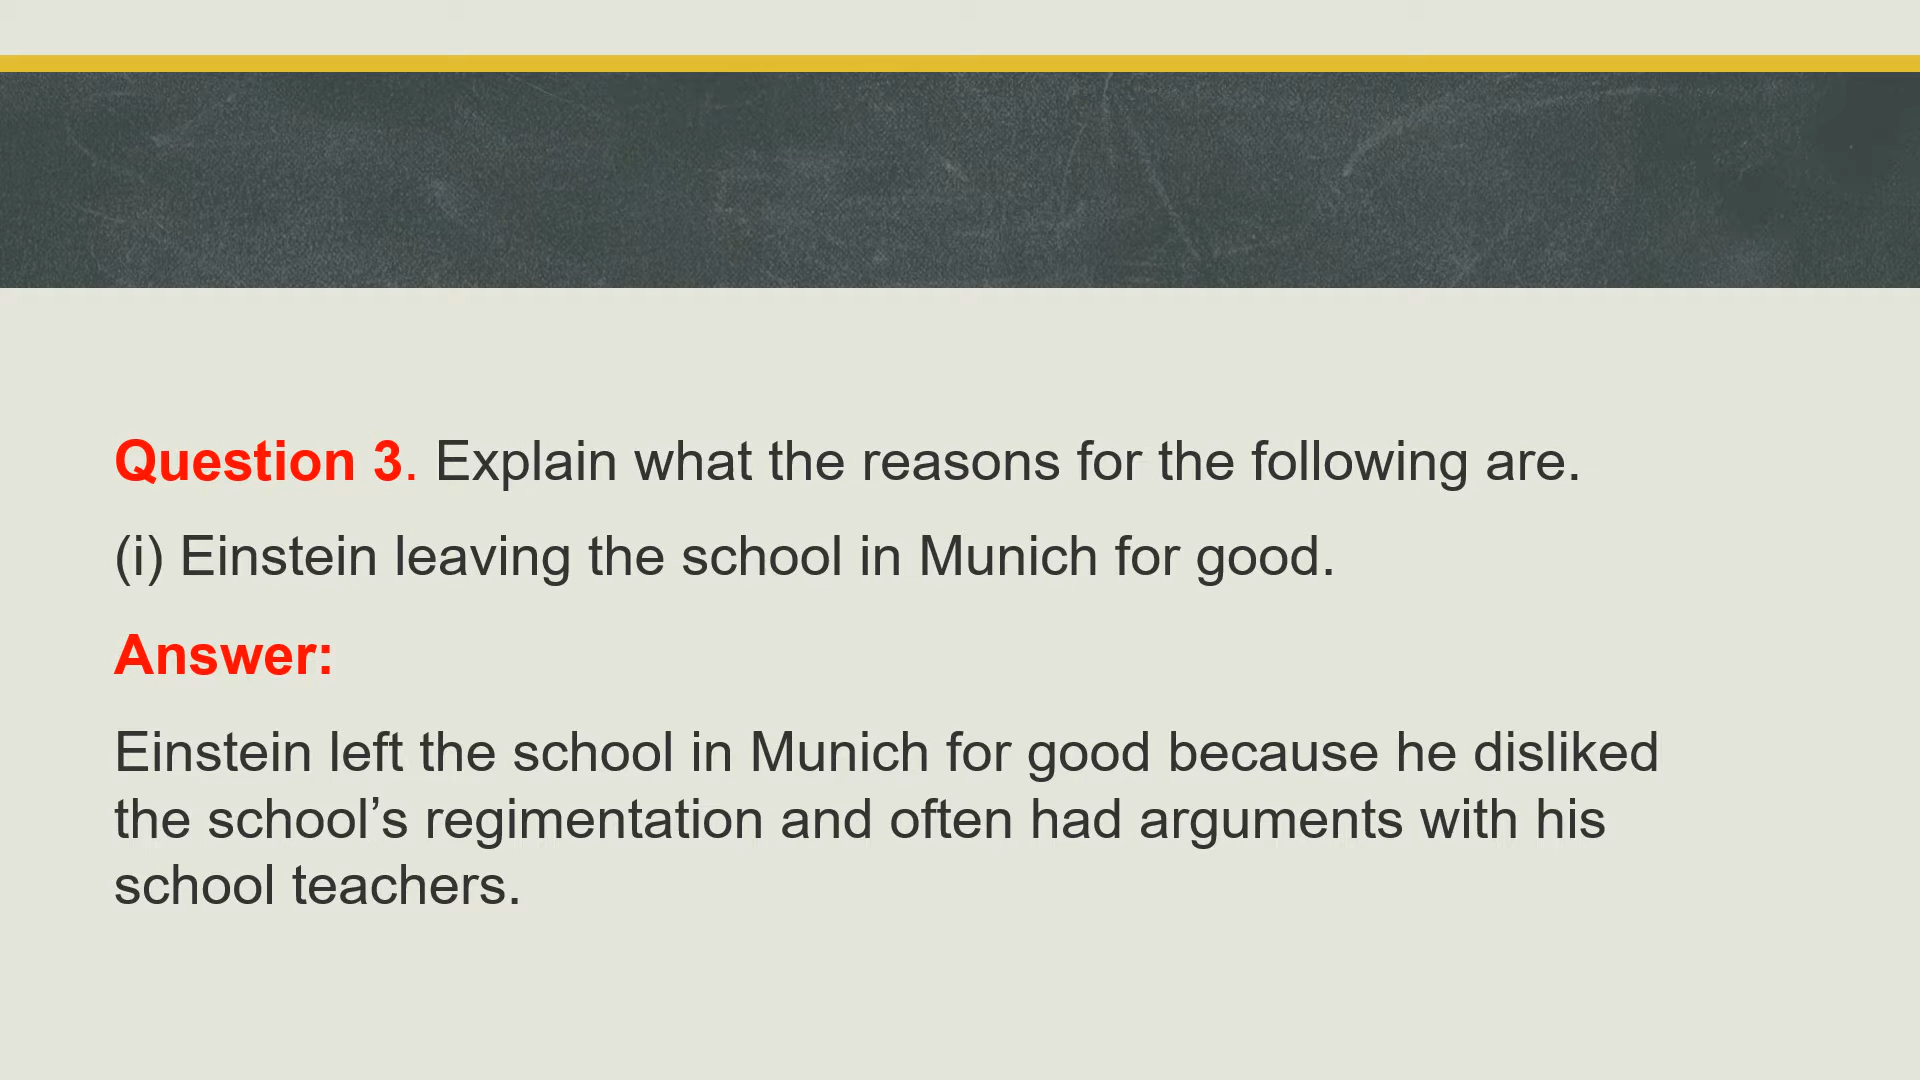 Question 3. Explain what the reasons for the following are.
(i) Einstein leaving the school in Munich for good.
Answer:
Einstein left the school in Munich for good because he disliked
the school’s regimentation and often had arguments with his
school teachers.